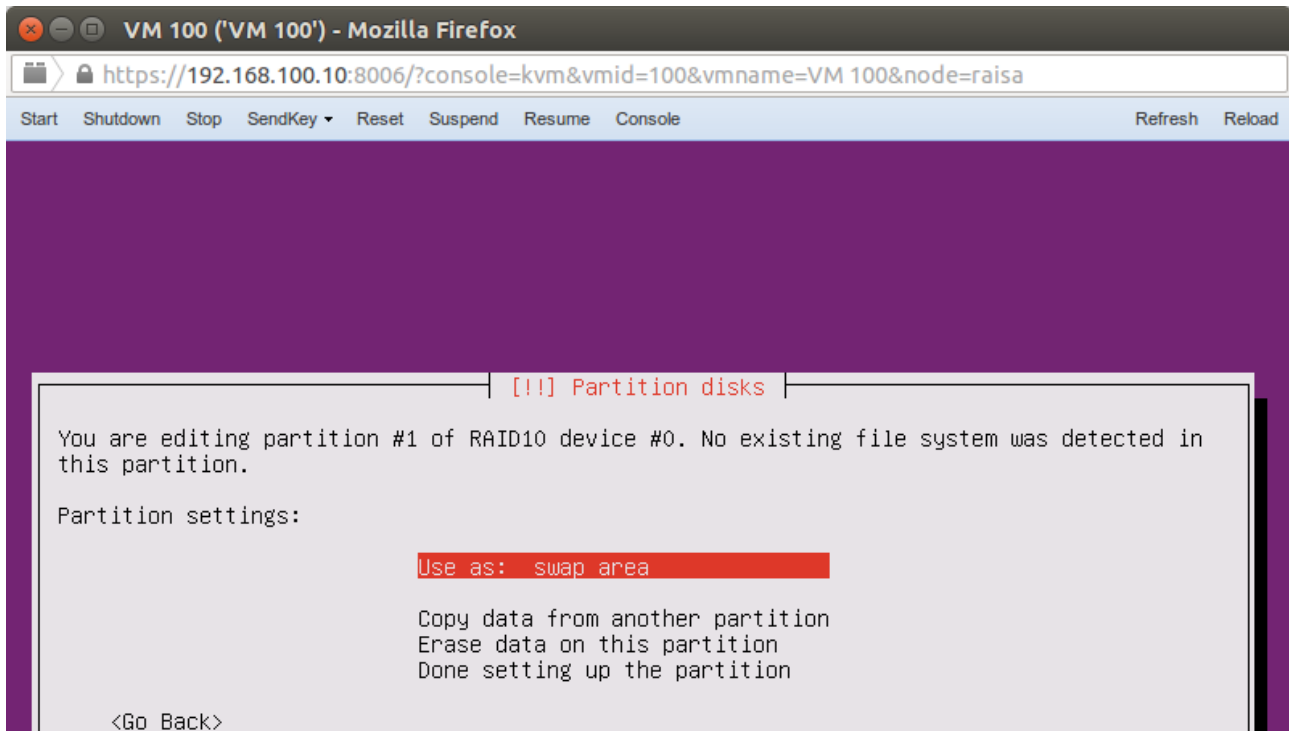 VM 100 ('VM 100') - Mozilla Firefox
https://192.168.100.10:8006/?console=kvm&vmid=100&vmname=VM 100&node=raisa
Start Shutdown Stop SendKey Reset Suspend Resume Console Refresh Reload
[!!] Partition disks
You are editing partition #1 of RAID10 device #0. No existing file system was detected in
this partition.
Partition settings:
Use as: swap area
Copy data from another partition
Erase data on this partition
Done setting up the partition
<Go Back>